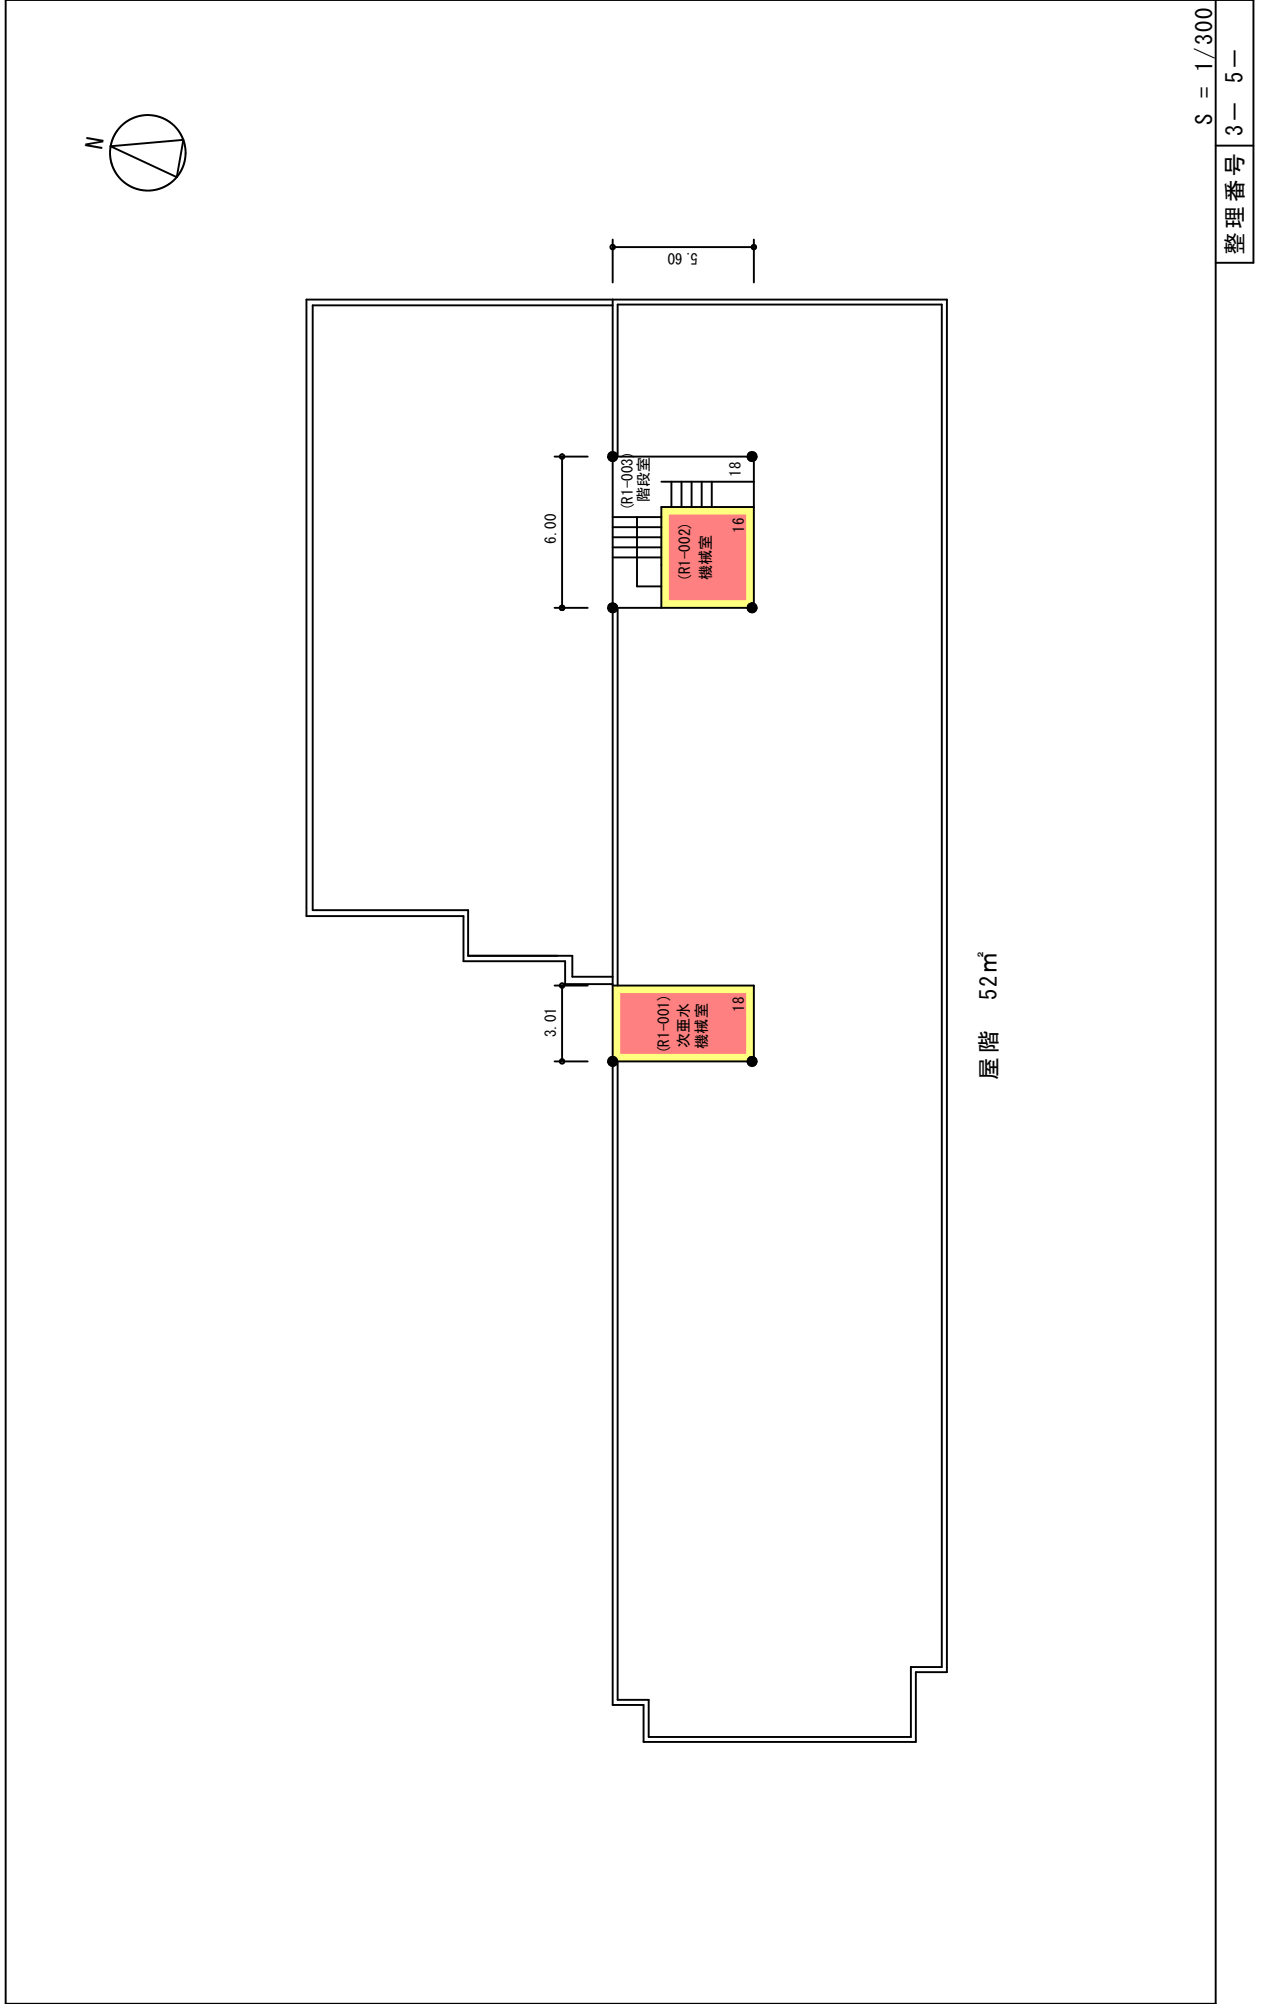 N
5.60
6.00
(R1-003)
階段室
18
(R1-002)
機械室
16
3.01
(R1-001)
次亜水
機械室
18
屋階 52㎡
S = 1/300
整理番号 3― 5―